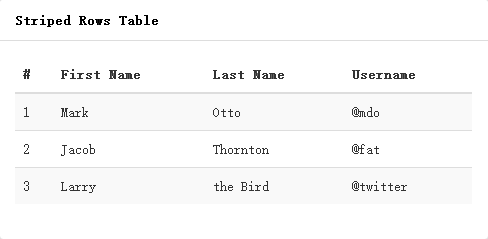 Striped Rows Table
# First Name Last Name Username
1 Mark Otto @mdo
2 Jacob Thornton @fat
3 Larry the Bird @twitter